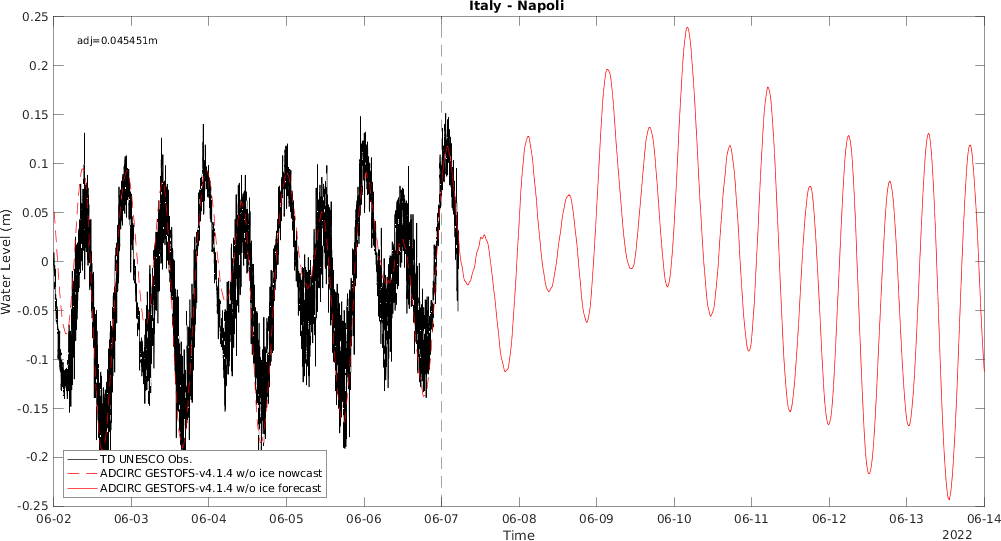 Italy - Napoli
adj=0.045451m
0.25
0.2
0.15
0.1
0.05
0
-0.05
-0.1
-0.15
-0.2
-0.25
Water Level (m)
TD UNESCO Obs.
ADCIRC GESTOFS-v4.1.4 w/o ice nowcast
ADCIRC GESTOFS-v4.1.4 w/o ice forecast
06-02 06-03 06-04 06-05 06-06 06-07 06-08 06-09 06-10 06-11 06-12 06-13 06-14
Time
2022